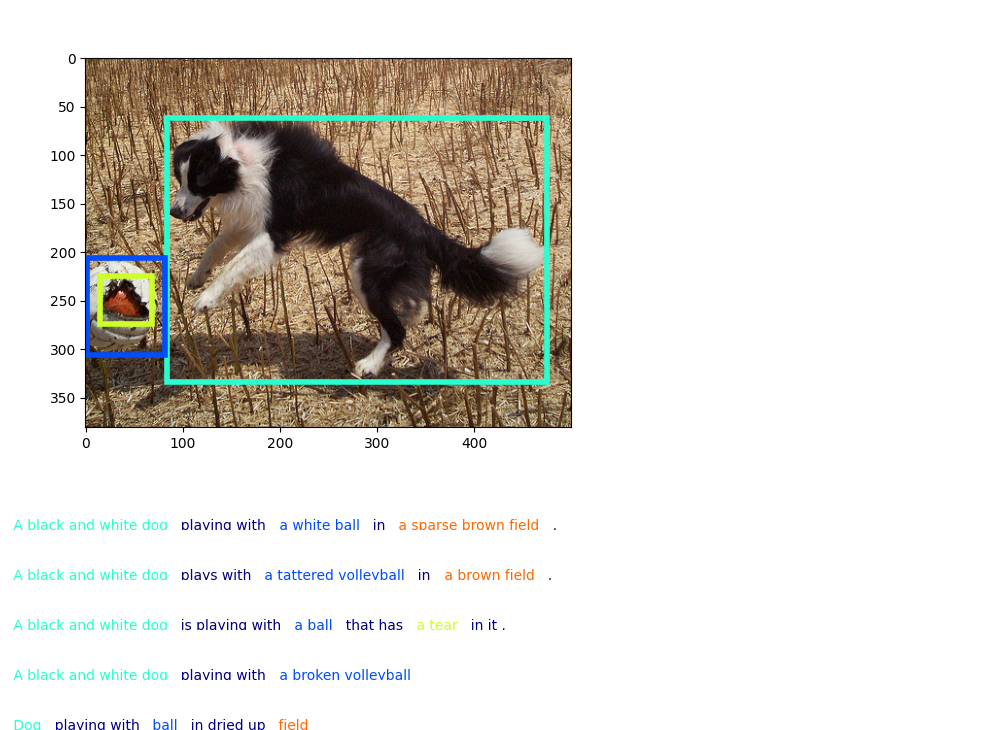 0
50
100
150
200
250
300
350
0 100 200 300 400
A black and white dog playing with a white ball in a sparse brown field .
A black and white dog plays with a tattered volleyball in a brown field .
A black and white dog is playing with a ball that has a tear in it .
A black and white dog playing with a broken volleyball
Dog playing with ball in dried up field